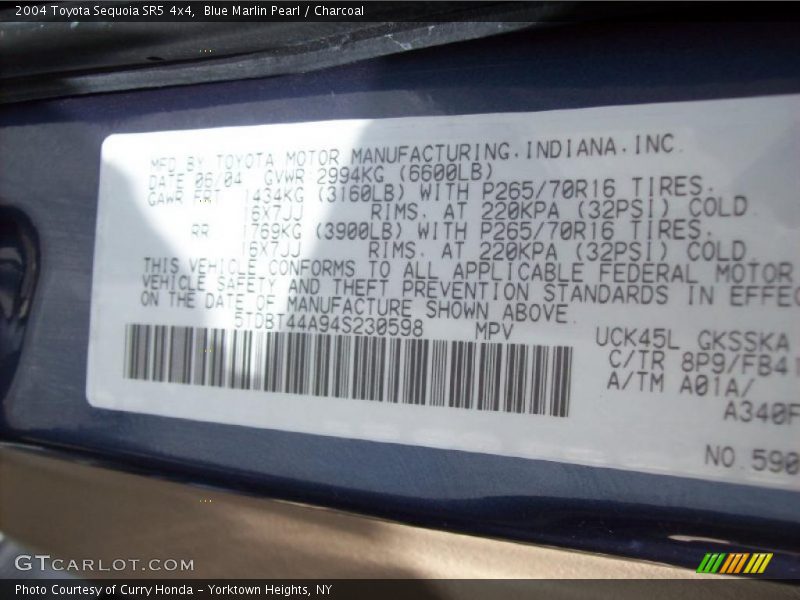 2004 Toyota Sequoia SR5 4x4,  Blue Marlin Pearl / Charcoal
MFD.BY TOYOTA MOTOR MANUFACTURING.INDIANA.INC.
DATE 06/04  GVWR 2994KG (6600LB)
GAWR FRT  1434KG (3160LB) WITH P265/70R16 TIRES.
16X7JJ  RIMS. AT 220KPA (32PSI) COLD
RR  1769KG (3900LB) WITH P265/70R16 TIRES.
16X7JJ  RIMS. AT 220KPA (32PSI) COLD.
THIS VEHICLE CONFORMS TO ALL APPLICABLE FEDERAL MOTOR
VEHICLE SAFETY AND THEFT PREVENTION STANDARDS IN EFFEC
ON THE DATE OF MANUFACTURE SHOWN ABOVE.
5TDBT44A94S230598  MPV
UCK45L GKSSKA
C/TR 8P9/FB41
A/TM A01A/
A340F
NO.590
GTCARLOT.COM
Photo Courtesy of Curry Honda - Yorktown Heights, NY